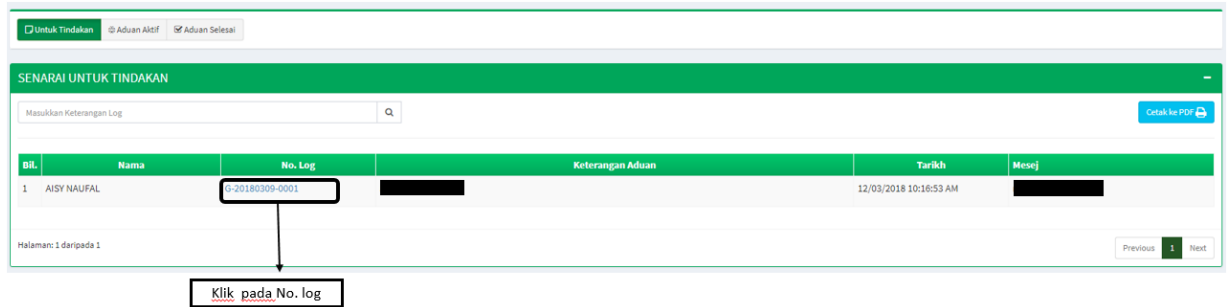 Untuk Tindakan Aduan Aktif Aduan Selesai
SENARAI UNTUK TINDAKAN
Masukkan Keterangan Log Cetak ke PDF
Bil. Nama No. Log Keterangan Aduan Tarikh Mesej
1 AISY NAUFAL G-20180309-0001 12/03/2018 10:16:53 AM
Halaman: 1 daripada 1 Previous 1 Next
Klik pada No. log